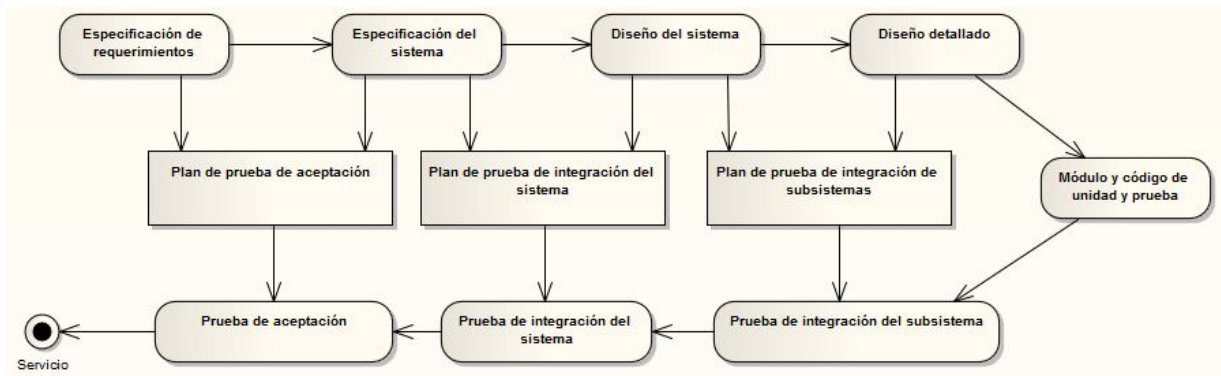 Especificación de
requerimientos
Especificación del
sistema
Diseño del sistema
Diseño detallado
Plan de prueba de aceptación
Plan de prueba de integración del
sistema
Plan de prueba de integración de
subsistemas
Módulo y código de
unidad y prueba
Prueba de aceptación
Prueba de integración del
sistema
Prueba de integración del subsistema
Servicio